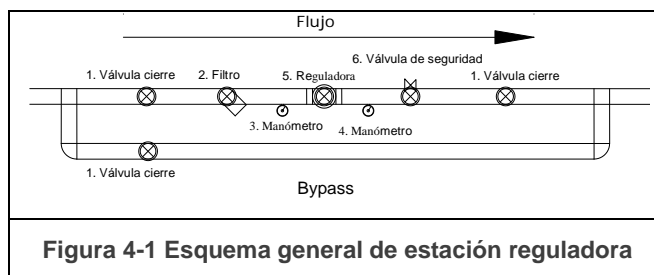 Flujo
6. Válvula de seguridad
1. Válvula cierre
2. Filtro
5. Reguladora
1. Válvula cierre
3. Manómetro
4. Manómetro
1. Válvula cierre
Bypass
Figura 4-1 Esquema general de estación reguladora